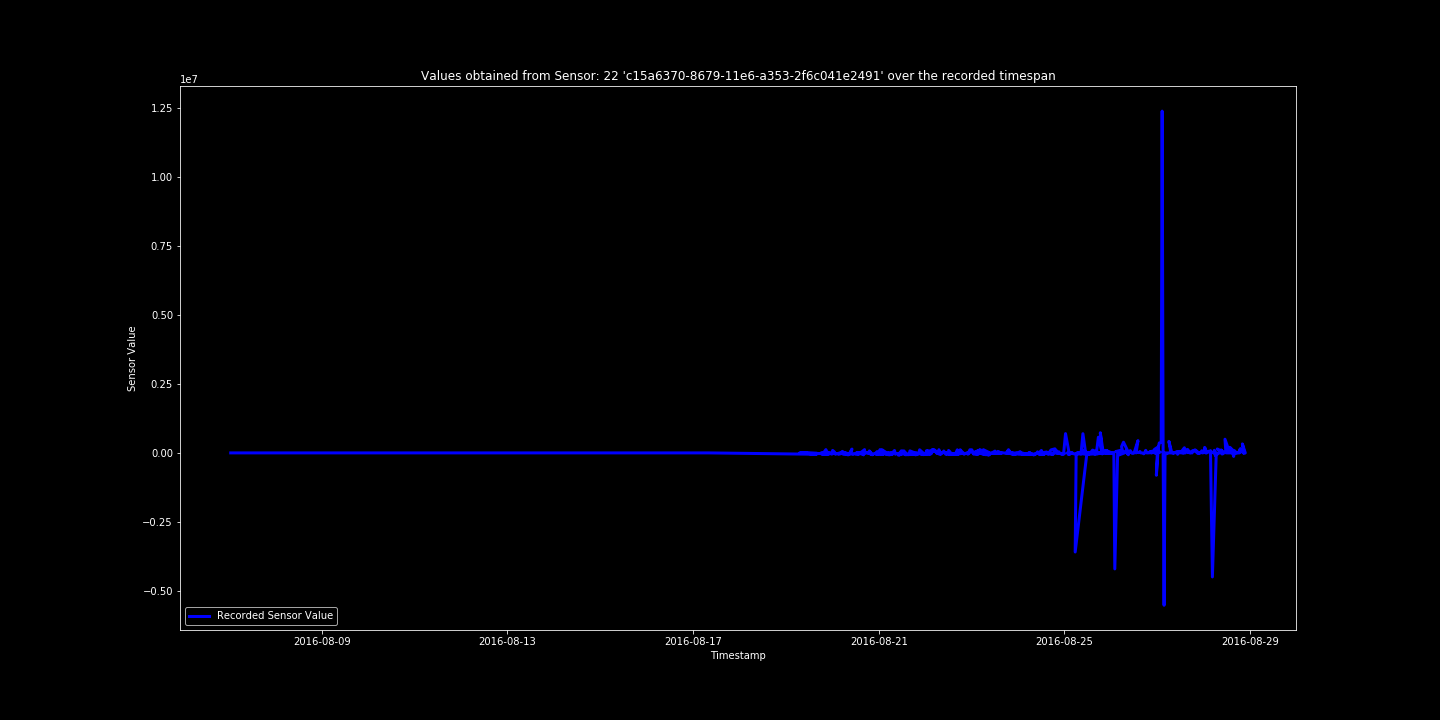 Values obtained from Sensor: 22 'c15a6370-8679-11e6-a353-2f6c041e2491' over the recorded timespan
1e7
1.25
1.00
0.75
0.50
0.25
0.00
−0.25
−0.50
Sensor Value
Recorded Sensor Value
2016-08-09 2016-08-13 2016-08-17 2016-08-21 2016-08-25 2016-08-29
Timestamp